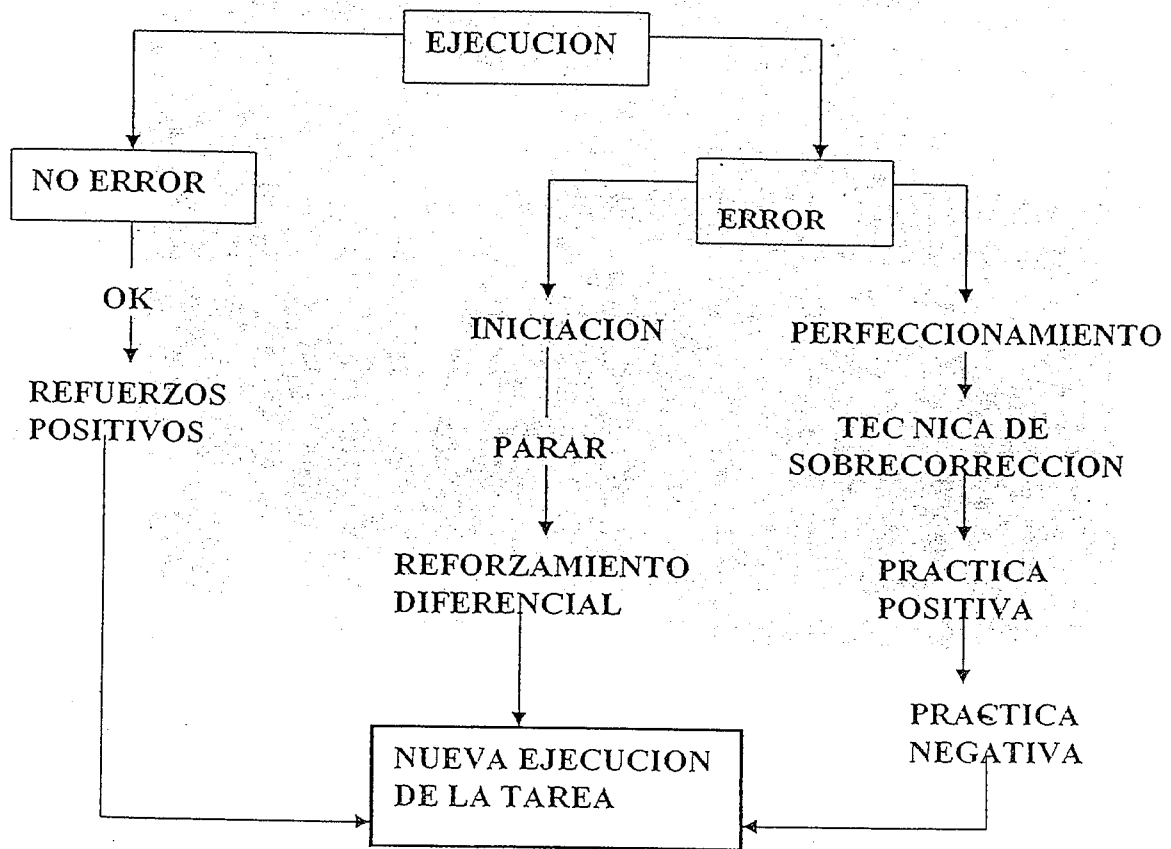 EJECUCION
NO ERROR
ERROR
OK
INICIACION
PERFECCIONAMIENTO
REFUERZOS
POSITIVOS
PARAR
TEC NICA DE
SOBRECORRECCION
REFORZAMIENTO
DIFERENCIAL
PRACTICA
POSITIVA
PRACTICA
NEGATIVA
NUEVA EJECUCION
DE LA TAREA